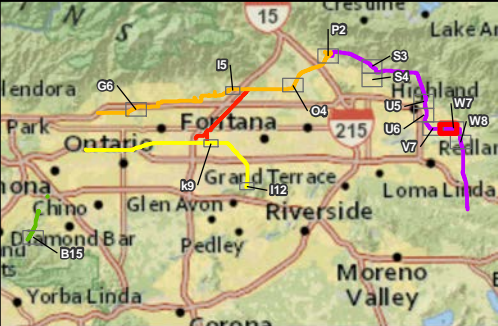 Crestline
15
N
S
P2
Lake Ar
S3
I5
S4
G6
Highland
lendora
O4
U5
W7
Park
Fontana
215
U6
W8
Ontario
V7
Redlan
k9
Grand Terrace
I12
Loma Linda
Chino
Glen Avon
Riverside
Diamond Bar
Pedley
B15
Moreno
Valley
Yorba Linda
Corona